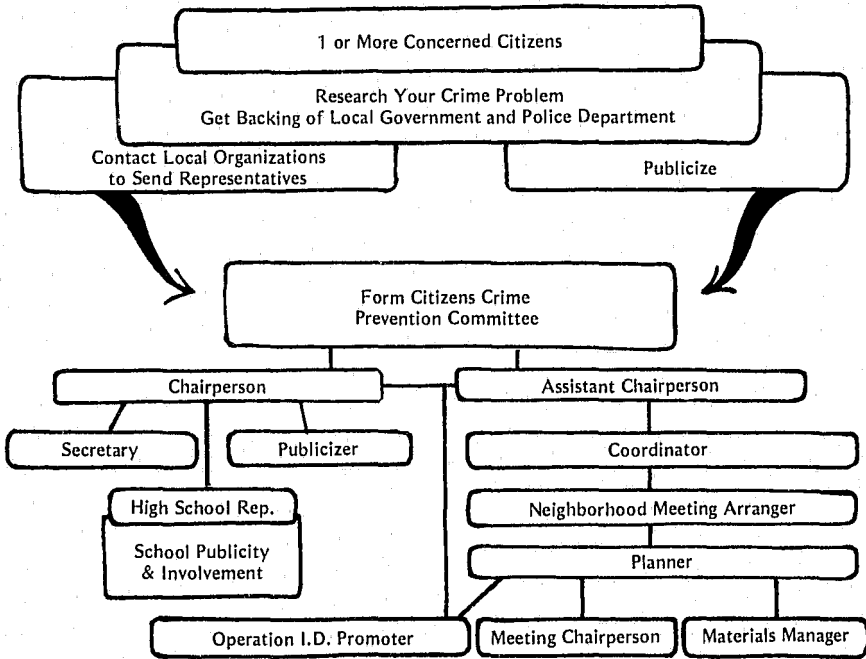 1 or More Concerned Citizens
Research Your Crime Problem
Get Backing of Local Government and Police Department
Contact Local Organizations
to Send Representatives
Publicize
Form Citizens Crime
Prevention Committee
Chairperson
Assistant Chairperson
Secretary
Publicizer
Coordinator
High School Rep.
Neighborhood Meeting Arranger
School Publicity
& Involvement
Planner
Operation I.D. Promoter
Meeting Chairperson
Materials Manager